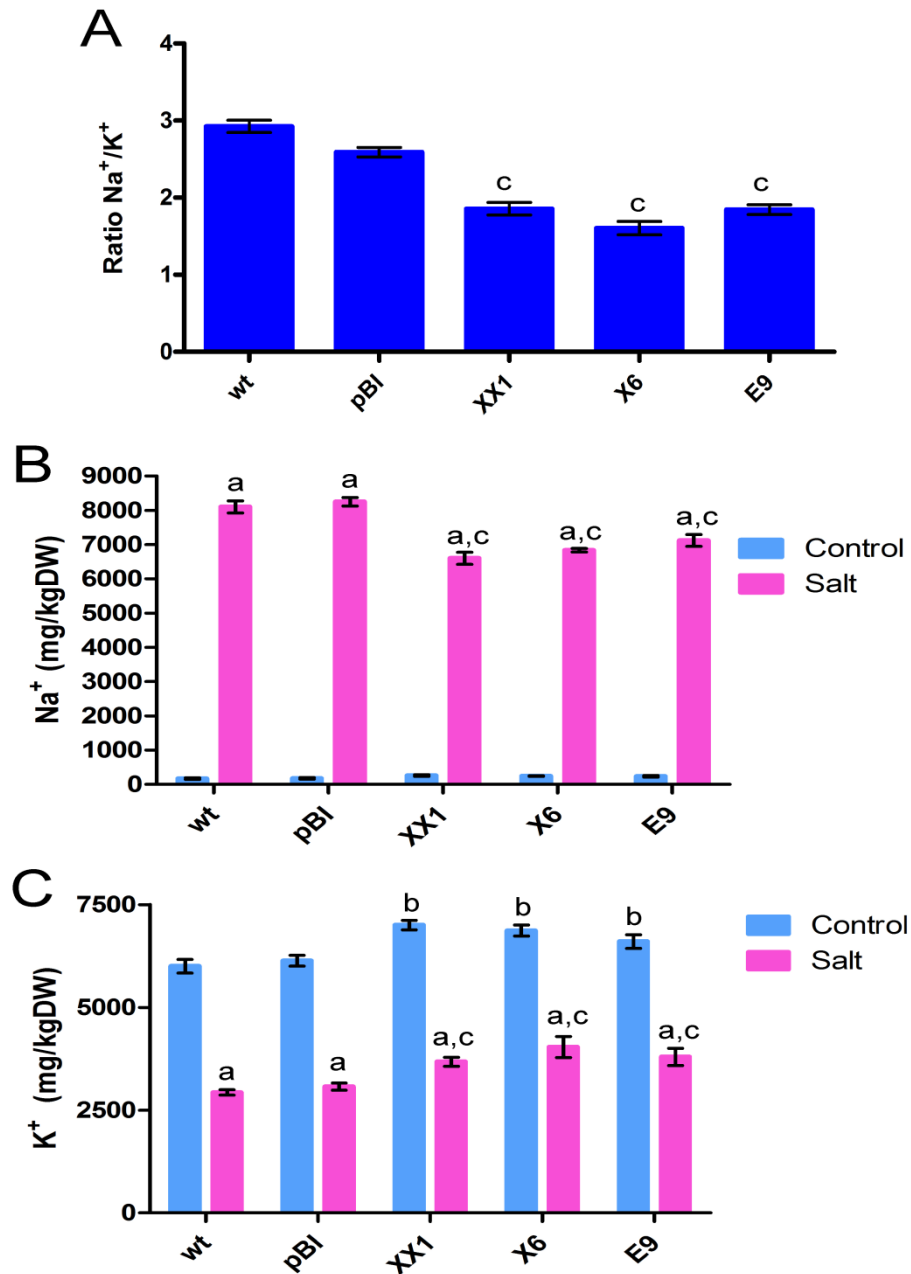 A
Ratio Na⁺/K⁺
4
3
2
1
0
c
c
c
wt
pBI
XX1
X6
E9
B
Na⁺ (mg/kgDW)
9000
8000
7000
6000
5000
4000
3000
2000
1000
0
a
a
a,c
a,c
a,c
Control
Salt
wt
pBI
XX1
X6
E9
C
K⁺ (mg/kgDW)
7500
5000
2500
0
b
b
b
a
a
a,c
a,c
a,c
Control
Salt
wt
pBI
XX1
X6
E9